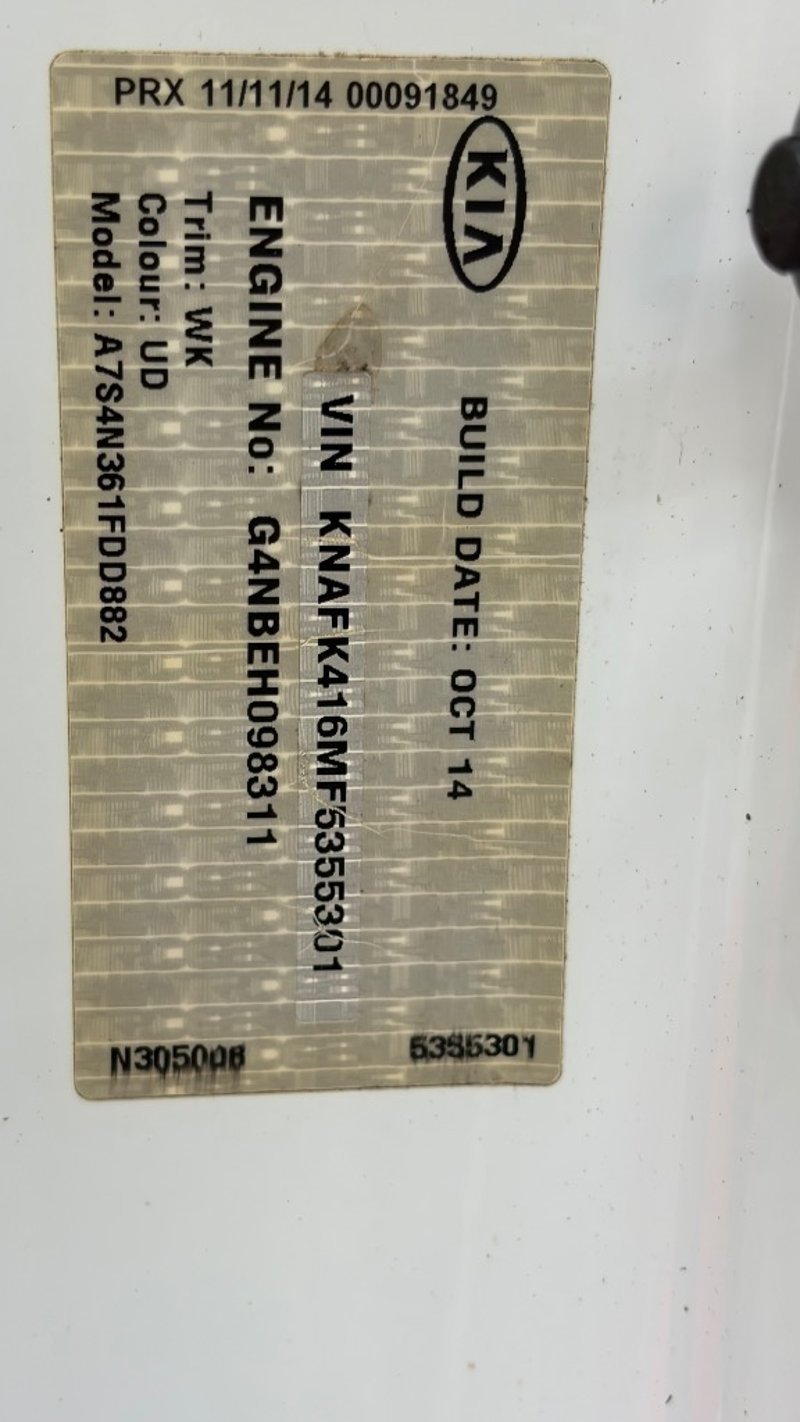 PRX 11/11/14 00091849
KIA
BUILD DATE: OCT 14
VIN KNAFK416MF5355301
ENGINE No: G4NBEH098311
Trim: WK
Colour: UD
Model: A7S4N361FDD882
5355301
N305006